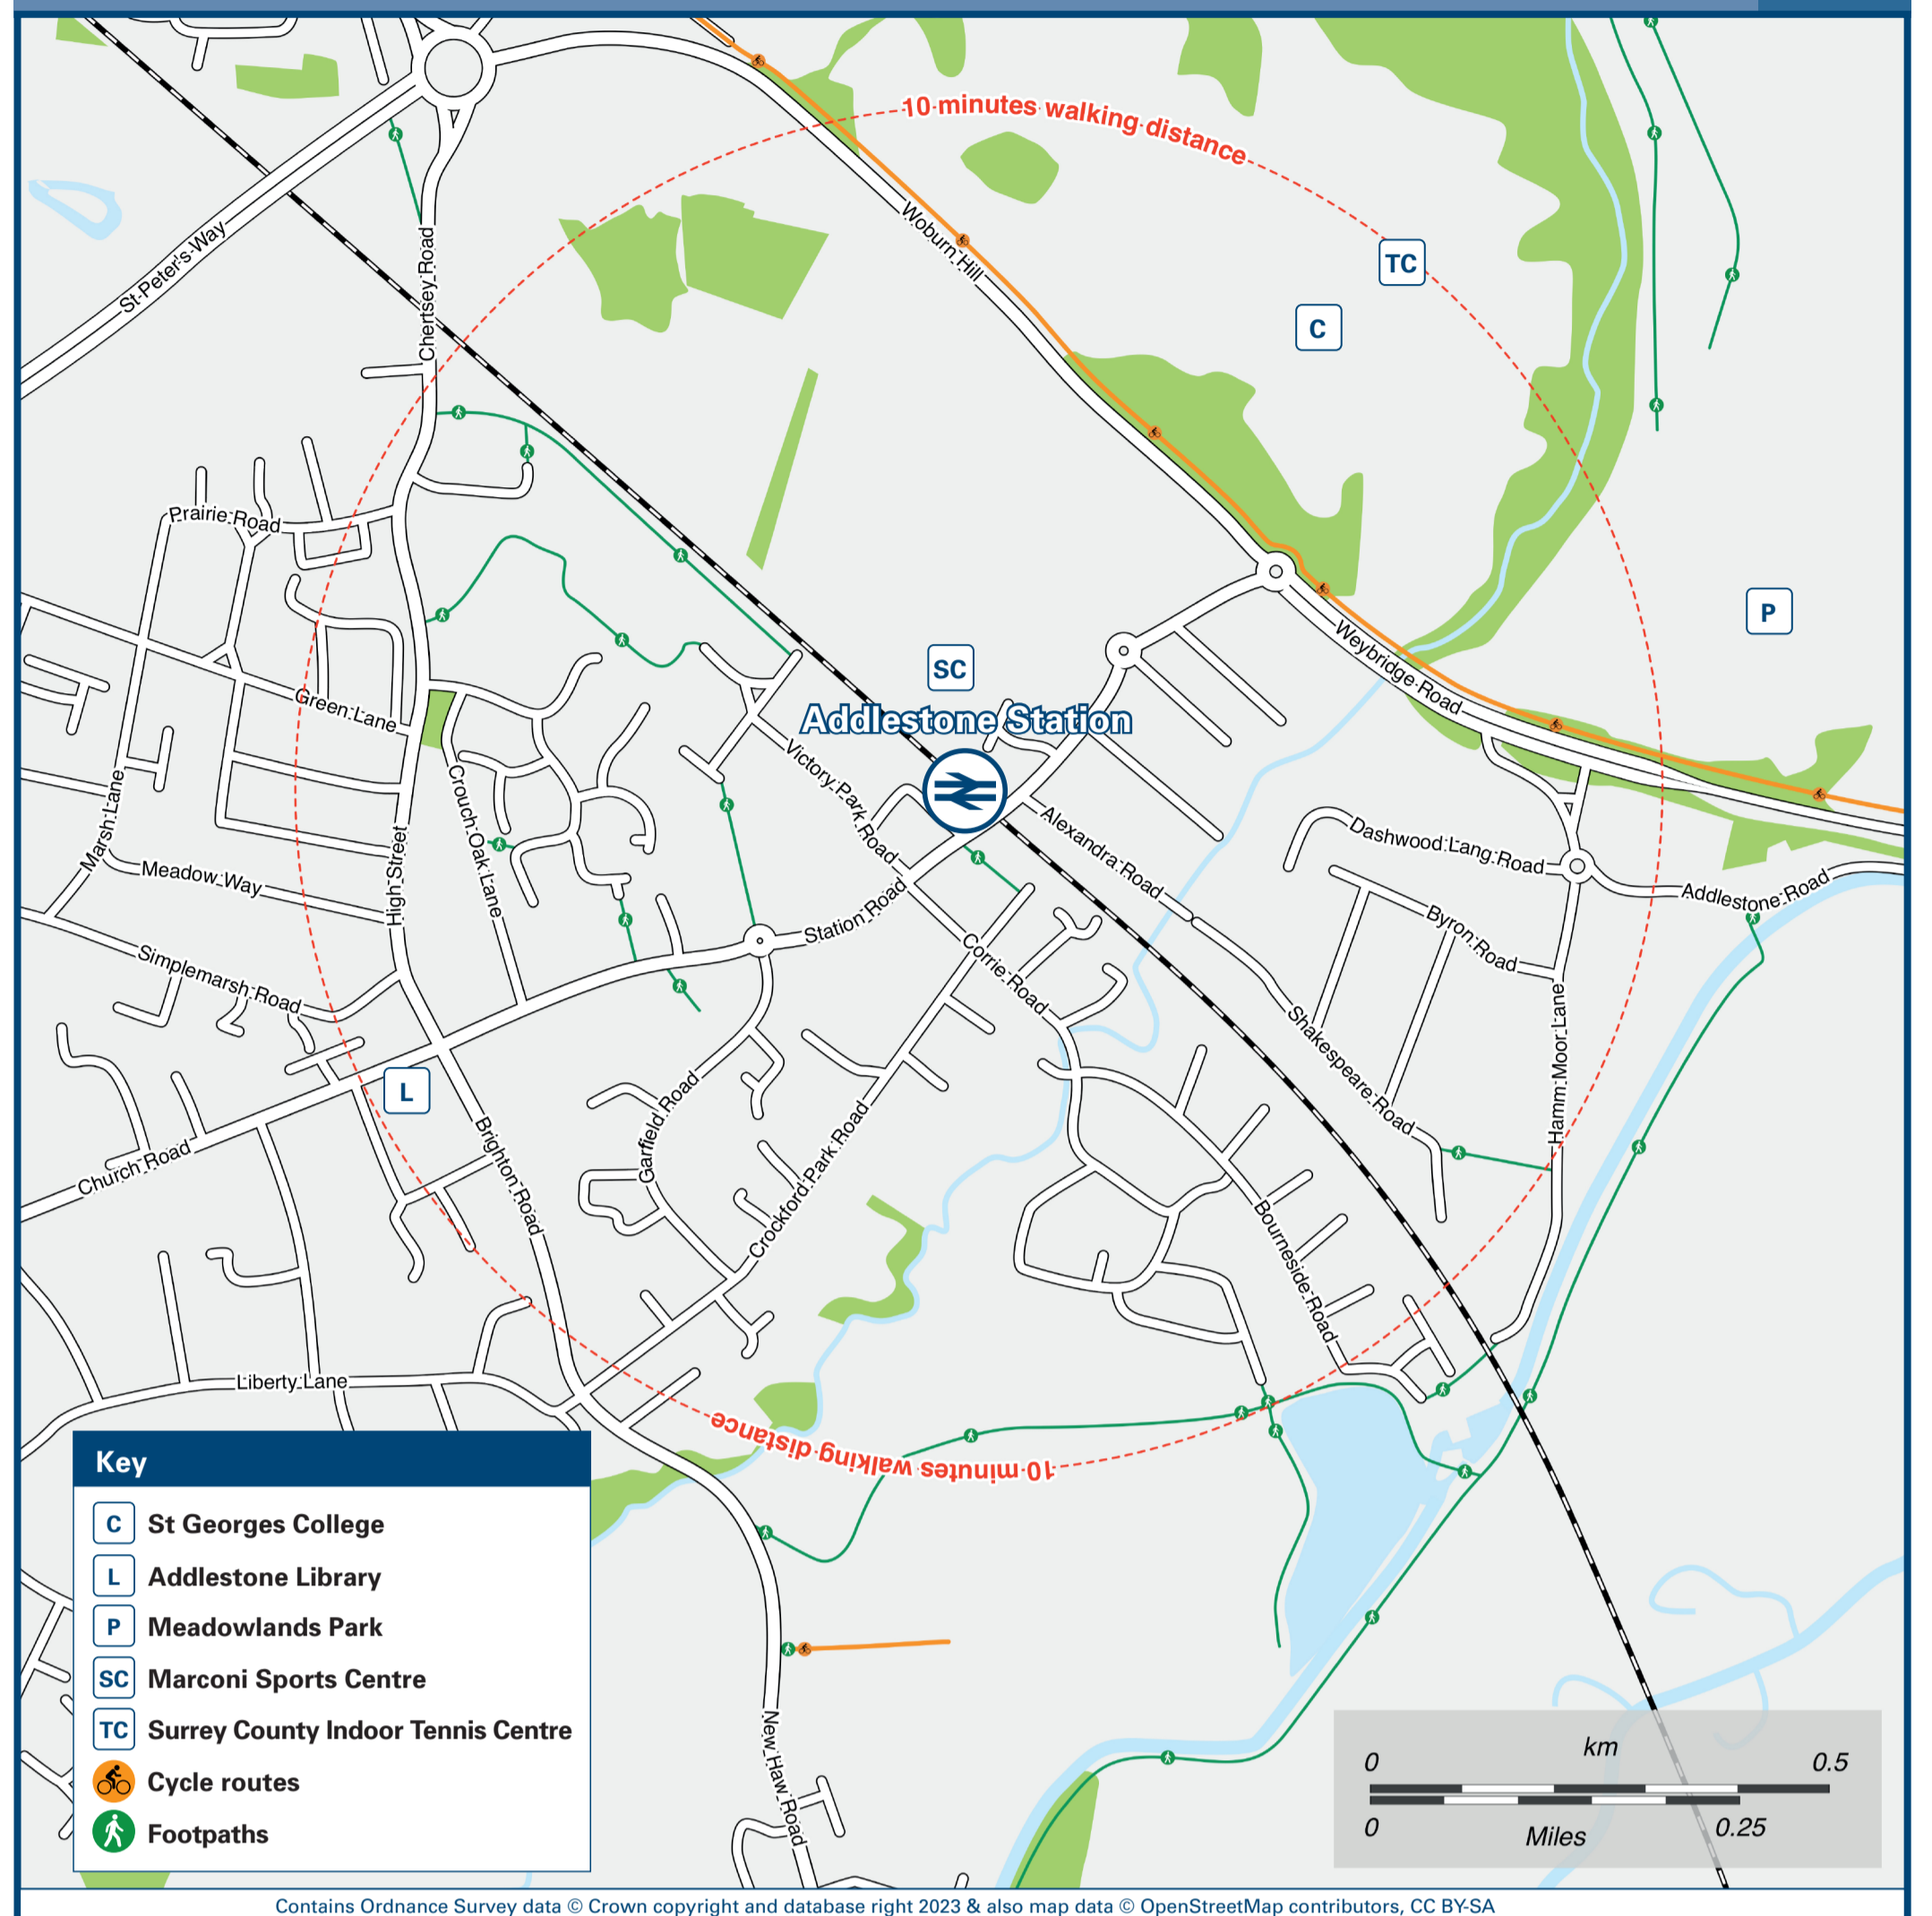 10 minutes walking distance
St Peter's Way
Chertsey Road
Woburn Hill
TC
C
Prairie Road
P
SC
Weybridge Road
Green Lane
Addlestone Station
Victory Park Road
Marsh Lane
Crouch Oak Lane
Alexandra Road
Dashwood Lang Road
Meadow Way
High Street
Station Road
Addlestone Road
Byron Road
Simplemarsh Road
Corrie Road
Shakespeare Road
Hamm Moor Lane
L
Garfield Road
Church Road
Brighton Road
Crockford Park Road
Bourneside Road
Liberty Lane
10 minutes walking distance
New Haw Road
Key
C St Georges College
L Addlestone Library
P Meadowlands Park
SC Marconi Sports Centre
TC Surrey County Indoor Tennis Centre
Cycle routes
Footpaths
km
0 0.5
0 0.25
Miles
Contains Ordnance Survey data © Crown copyright and database right 2023 & also map data © OpenStreetMap contributors, CC BY-SA